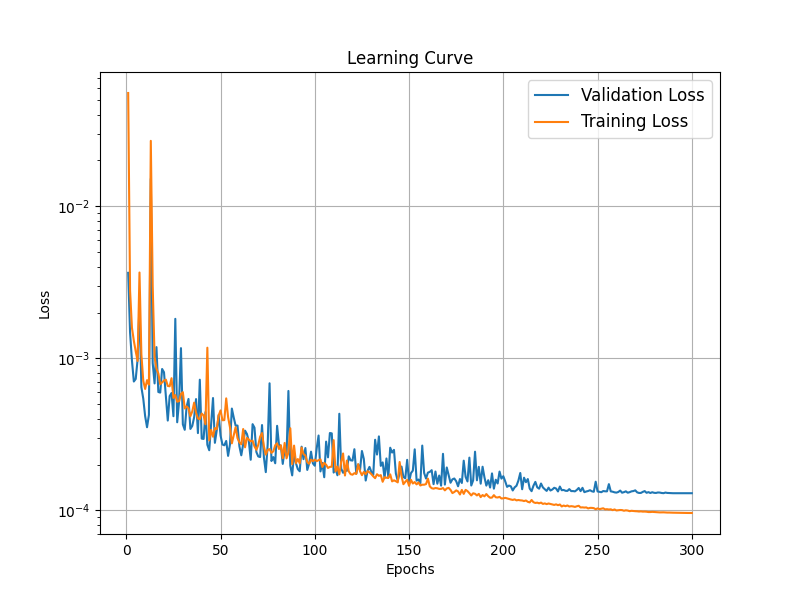 Learning Curve
Validation Loss
Training Loss
10⁻²
10⁻³
10⁻⁴
Loss
0 50 100 150 200 250 300
Epochs